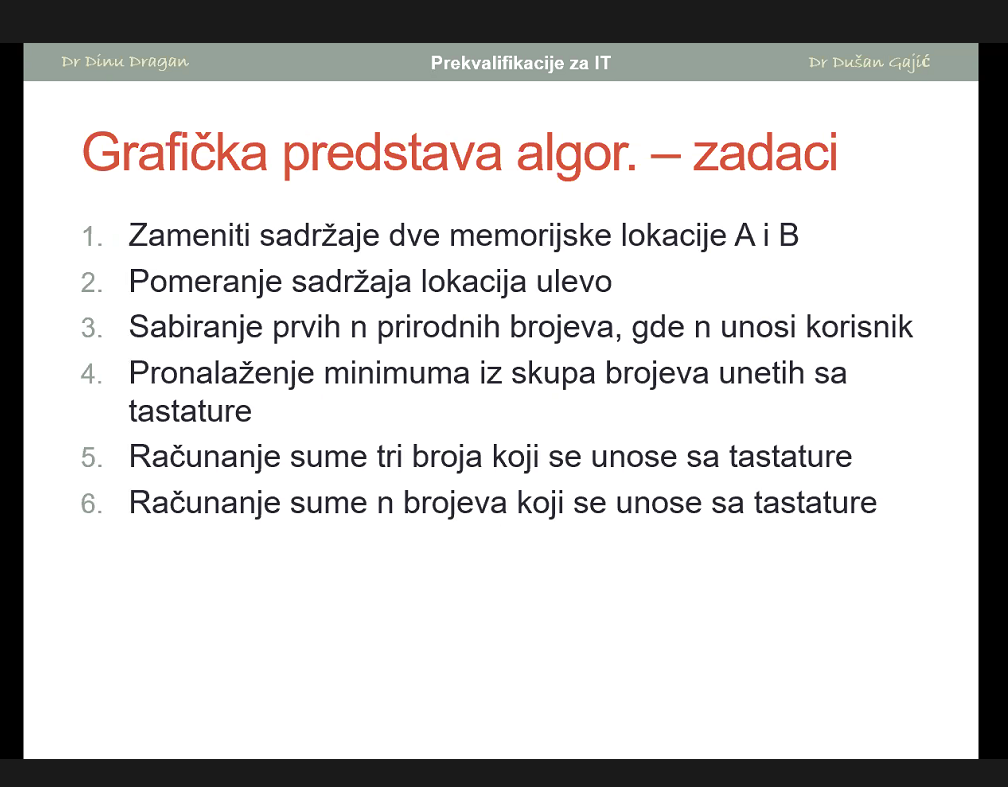 Dr Dinu Dragan
Prekvalifikacije za IT
Dr Dušan Gajić
Grafička predstava algor. – zadaci
1. Zameniti sadržaje dve memorijske lokacije A i B
2. Pomeranje sadržaja lokacija ulevo
3. Sabiranje prvih n prirodnih brojeva, gde n unosi korisnik
4. Pronalaženje minimuma iz skupa brojeva unetih sa
tastature
5. Računanje sume tri broja koji se unose sa tastature
6. Računanje sume n brojeva koji se unose sa tastature